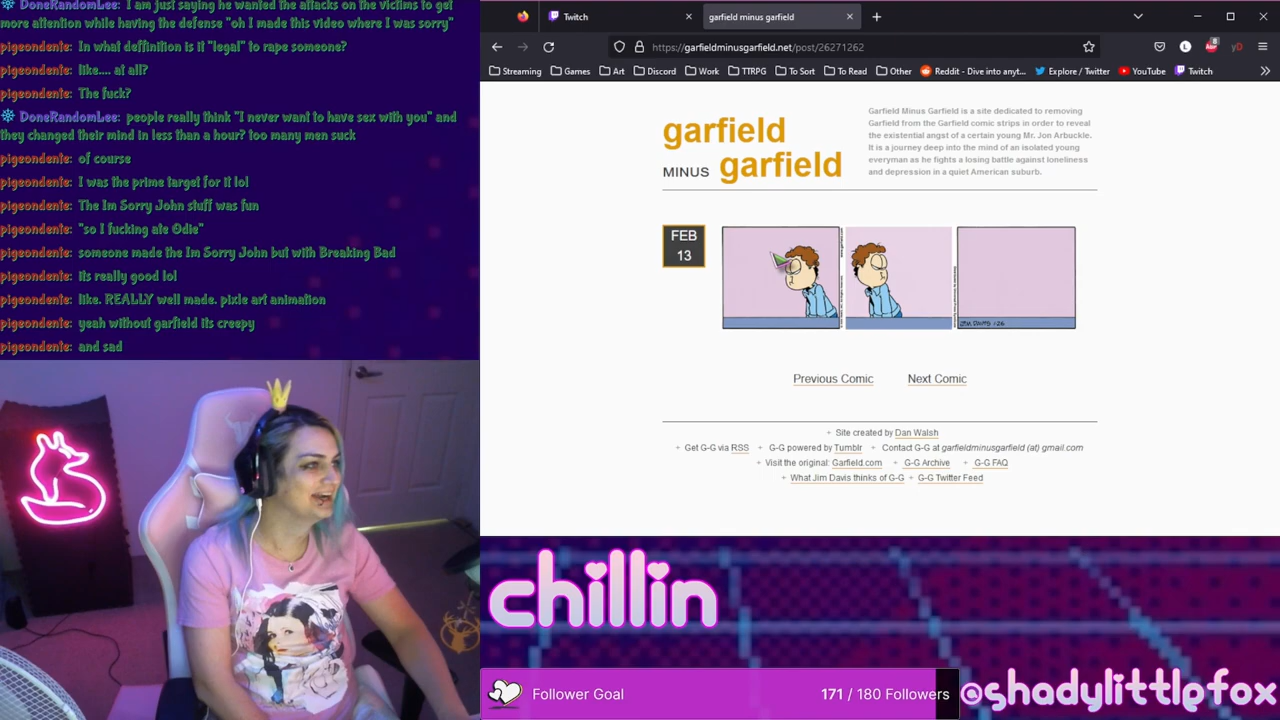 DoneRandomLee: I am just saying he wanted the attacks on the victims to get
more attention while having the defense "oh I made this video where I was sorry"
pigeondente: In what deffinition is it "legal" to rape someone?
pigeondente: like.... at all?
pigeondente: The fuck?
DoneRandomLee: people really think "I never want to have sex with you" and
they changed their mind in less than a hour? too many men suck
pigeondente: of course
pigeondente: I was the prime target for it lol
pigeondente: The Im Sorry John stuff was fun
pigeondente: "so I fucking ate Odie"
pigeondente: someone made the Im Sorry John but with Breaking Bad
pigeondente: its really good lol
pigeondente: like. REALLY well made. pixle art animation
pigeondente: yeah without garfield its creepy
pigeondente: and sad
Twitch
garfield minus garfield
https://garfieldminusgarfield.net/post/26271262
Streaming Games Art Discord Work TTRPG To Sort To Read Other Reddit - Dive into anyt... Explore / Twitter YouTube Twitch
garfield
MINUS garfield
Garfield Minus Garfield is a site dedicated to removing
Garfield from the Garfield comic strips in order to reveal
the existential angst of a certain young Mr. Jon Arbuckle.
It is a journey deep into the mind of an isolated young
everyman as he fights a losing battle against loneliness
and depression in a quiet American suburb.
FEB
13
JIM DAVIS 1-26
Previous Comic Next Comic
+ Site created by Dan Walsh
+ Get G-G via RSS + G-G powered by Tumblr + Contact G-G at garfieldminusgarfield (at) gmail.com
+ Visit the original: Garfield.com + G-G Archive + G-G FAQ
+ What Jim Davis thinks of G-G + G-G Twitter Feed
chillin
Follower Goal 171 / 180 Followers
@shadylittlefox